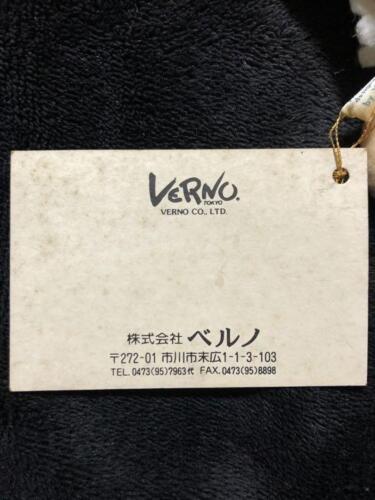 VERNO.
TOKYO
VERNO CO., LTD.
株式会社 ベルノ
〒272-01 市川市末広1-1-3-103
TEL. 0473(95)7963代 FAX. 0473(95)8898